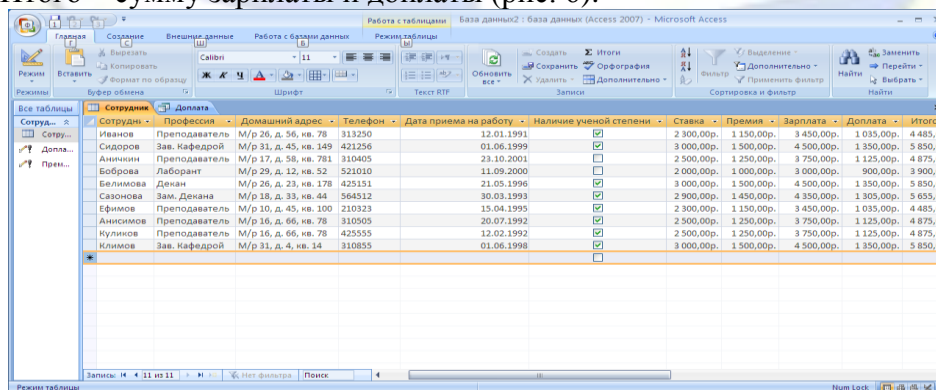 Итого – сумму зарплаты и доплаты (рис. 6).
Работа с таблицами База данных2 : база данных (Access 2007) - Microsoft Access
Главная Создание Внешние данные Работа с базами данных Режим таблицы
Режим Вставить Вырезать Копировать Формат по образцу
Calibri 11
Ж К Ч
Обновить все Создать Сохранить Удалить Итоги Орфография Дополнительно
Фильтр Выделение Дополнительно Применить фильтр
Найти Заменить Перейти Выбрать
Режимы Буфер обмена Шрифт Текст RTF Записи Сортировка и фильтр Найти
Все таблицы Сотрудник Доплата
Сотруд... Сотрудн Профессия Домашний адрес Телефон Дата приема на работу Наличие ученой степени Ставка Премия Зарплата Доплата Итого
Сотру... Иванов Преподаватель М/р 26, д. 56, кв. 78 313250 12.01.1991 2 300,00р. 1 150,00р. 3 450,00р. 1 035,00р. 4 485,
Допла... Сидоров Зав. Кафедрой М/р 31, д. 45, кв. 149 421256 01.06.1999 3 000,00р. 1 500,00р. 4 500,00р. 1 350,00р. 5 850,
Прем... Аничкин Преподаватель М/р 17, д. 58, кв. 781 310405 23.10.2001 2 500,00р. 1 250,00р. 3 750,00р. 1 125,00р. 4 875,
Боброва Лаборант М/р 29, д. 12, кв. 52 521010 11.09.2000 2 000,00р. 1 000,00р. 3 000,00р. 900,00р. 3 900,
Белимова Декан М/р 26, д. 23, кв. 178 425151 21.05.1996 3 000,00р. 1 500,00р. 4 500,00р. 1 350,00р. 5 850,
Сазонова Зам. Декана М/р 18, д. 33, кв. 44 564512 30.03.1993 2 900,00р. 1 450,00р. 4 350,00р. 1 305,00р. 5 655,
Ефимов Преподаватель М/р 10, д. 45, кв. 100 210323 15.04.1995 2 300,00р. 1 150,00р. 3 450,00р. 1 035,00р. 4 485,
Анисимов Преподаватель М/р 16, д. 66, кв. 78 310505 20.07.1992 2 500,00р. 1 250,00р. 3 750,00р. 1 125,00р. 4 875,
Куликов Преподаватель М/р 16, д. 66, кв. 78 425555 12.02.1992 2 500,00р. 1 250,00р. 3 750,00р. 1 125,00р. 4 875,
Климов Зав. Кафедрой М/р 31, д. 4, кв. 14 310855 01.06.1998 3 000,00р. 1 500,00р. 4 500,00р. 1 350,00р. 5 850,
Запись: 11 из 11 Нет фильтра Поиск
Режим таблицы Num Lock